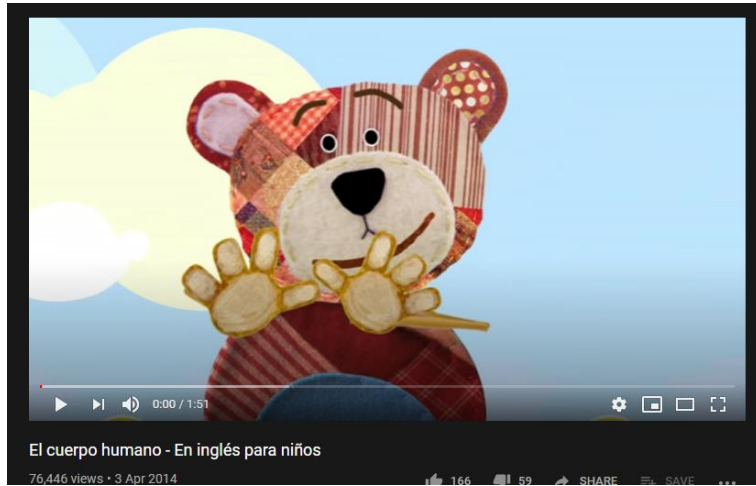 0:00 / 1:51
El cuerpo humano - En inglés para niños
76,446 views • 3 Apr 2014 166 59 SHARE SAVE